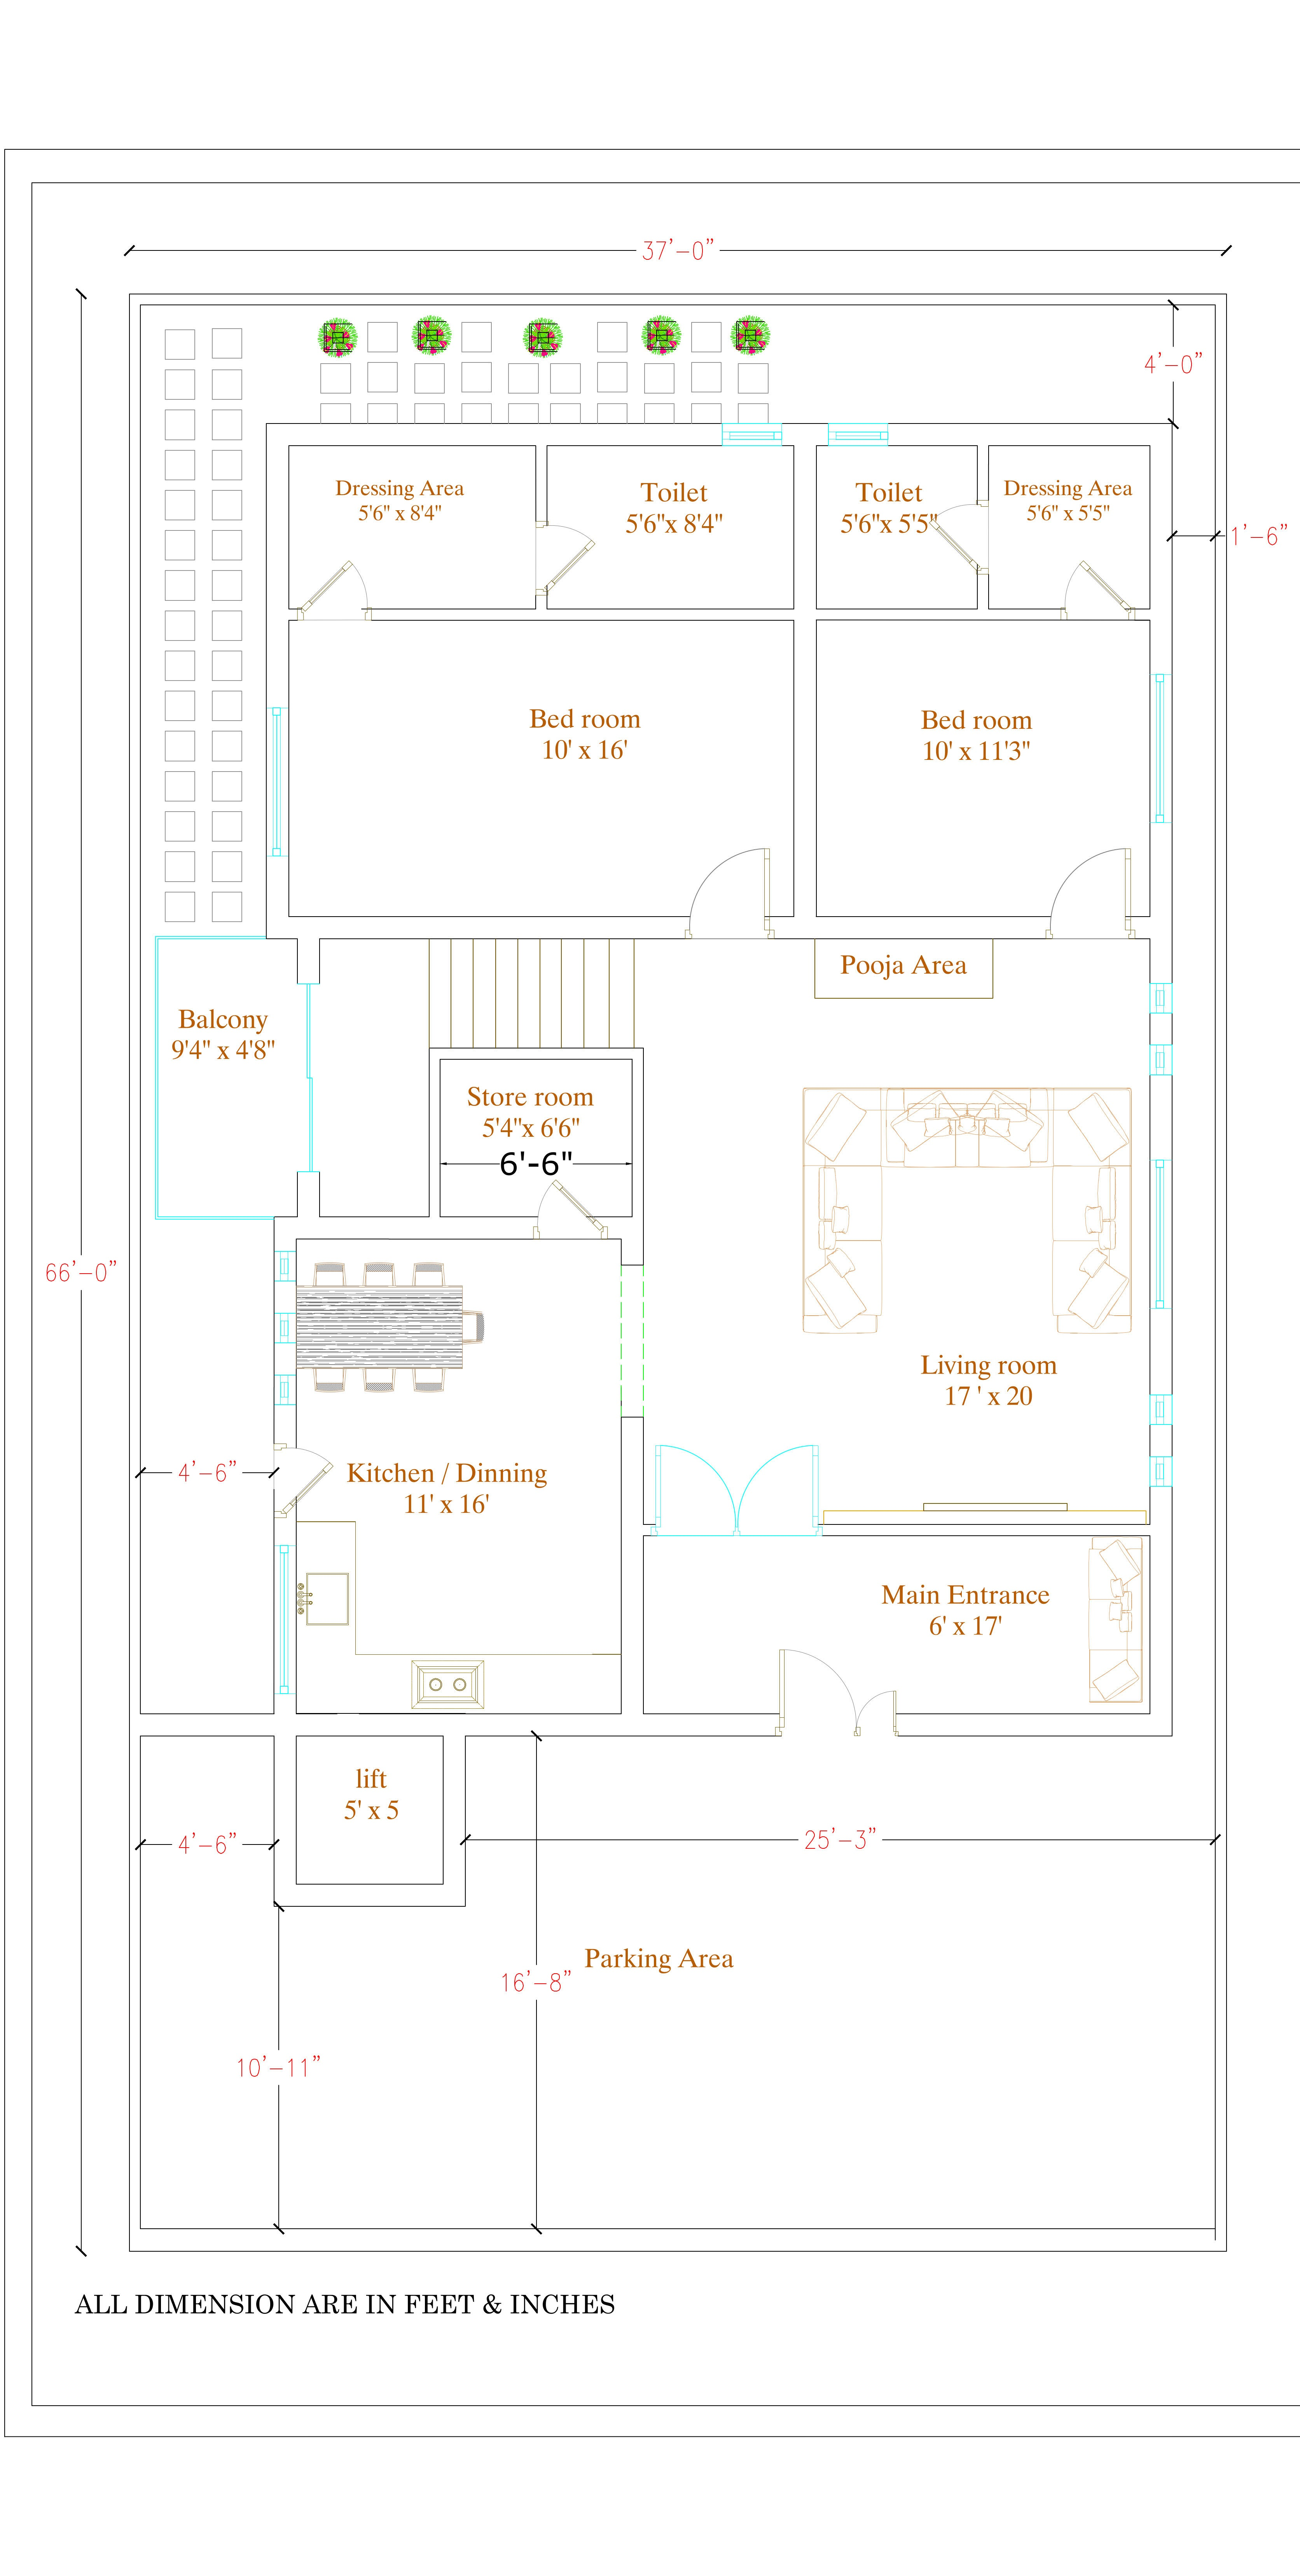 37'-0"
4'-0"
Dressing Area
5'6" x 8'4"
Toilet
5'6"x 8'4"
Toilet
5'6"x 5'5"
Dressing Area
5'6" x 5'5"
1'-6"
Bed room
10' x 16'
Bed room
10' x 11'3"
Pooja Area
Balcony
9'4" x 4'8"
Store room
5'4"x 6'6"
6'-6"
66'-0"
Living room
17 ' x 20
4'-6"
Kitchen / Dinning
11' x 16'
Main Entrance
6' x 17'
lift
5' x 5
4'-6"
25'-3"
Parking Area
16'-8"
10'-11"
ALL DIMENSION ARE IN FEET & INCHES